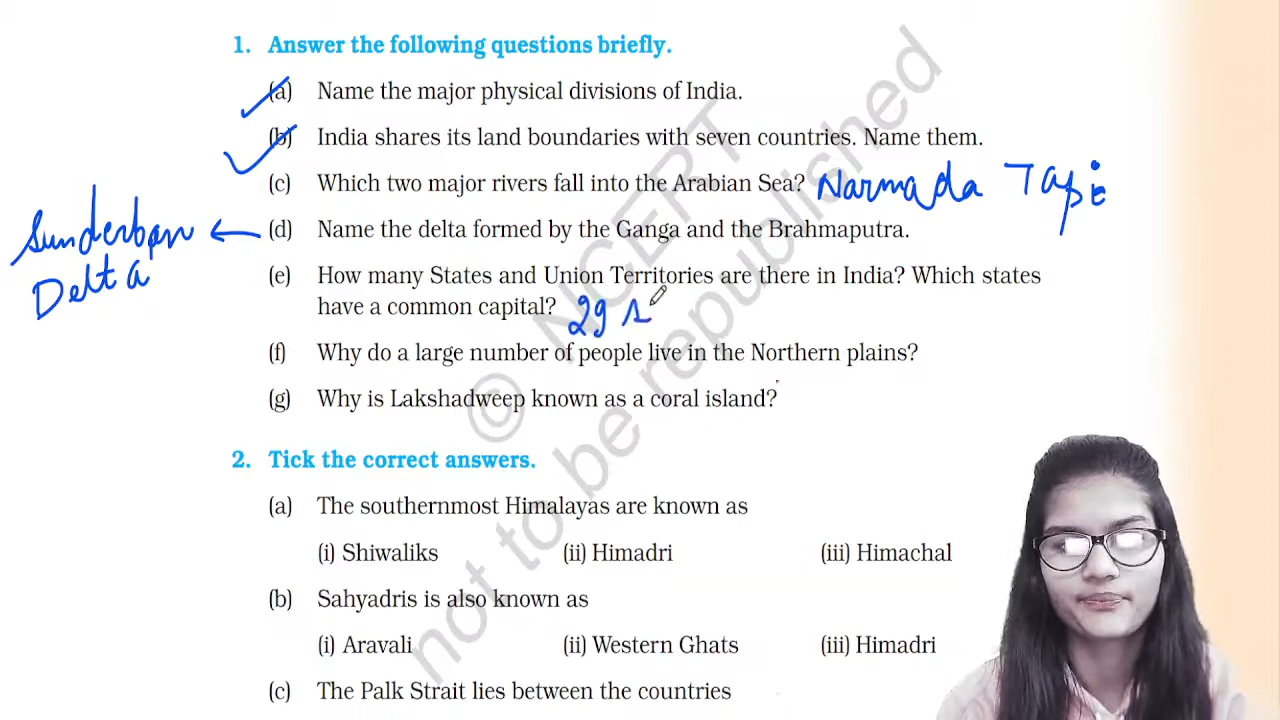 1. Answer the following questions briefly.
(a) Name the major physical divisions of India.
(b) India shares its land boundaries with seven countries. Name them.
(c) Which two major rivers fall into the Arabian Sea? Narmada Tapi
(d) Name the delta formed by the Ganga and the Brahmaputra.
Sunderban
Delta
(e) How many States and Union Territories are there in India? Which states
have a common capital? 29 s
(f) Why do a large number of people live in the Northern plains?
(g) Why is Lakshadweep known as a coral island?
2. Tick the correct answers.
(a) The southernmost Himalayas are known as
(i) Shiwaliks (ii) Himadri (iii) Himachal
(b) Sahyadris is also known as
(i) Aravali (ii) Western Ghats (iii) Himadri
(c) The Palk Strait lies between the countries
© NCERT
not to be republished